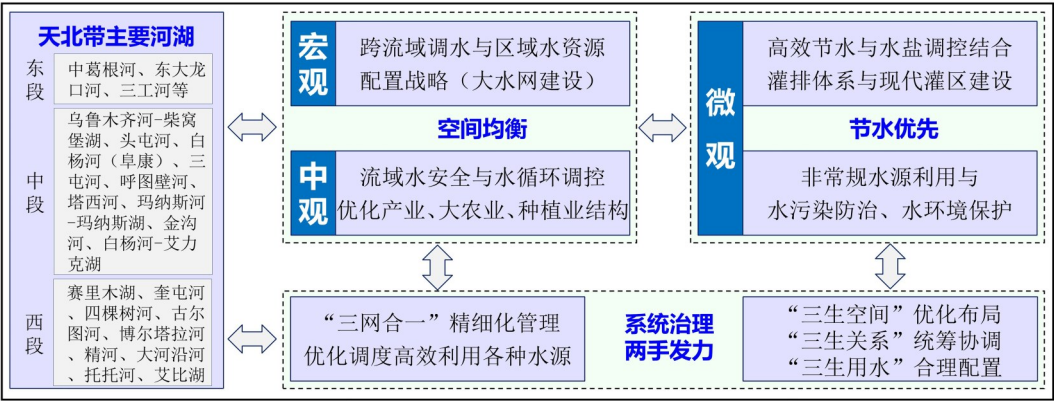 天北带主要河湖
东段
中葛根河、东大龙
口河、三工河等
中段
乌鲁木齐河-柴窝
堡湖、头屯河、白
杨河（阜康）、三
屯河、呼图壁河、
塔西河、玛纳斯河
-玛纳斯湖、金沟
河、白杨河-艾力
克湖
西段
赛里木湖、奎屯河
、四棵树河、古尔
图河、博尔塔拉河
、精河、大河沿河
、托托河、艾比湖
宏观
跨流域调水与区域水资源
配置战略（大水网建设）
空间均衡
中观
流域水安全与水循环调控
优化产业、大农业、种植业结构
微观
高效节水与水盐调控结合
灌排体系与现代灌区建设
节水优先
非常规水源利用与
水污染防治、水环境保护
“三网合一”精细化管理
优化调度高效利用各种水源
系统治理
两手发力
“三生空间”优化布局
“三生关系”统筹协调
“三生用水”合理配置